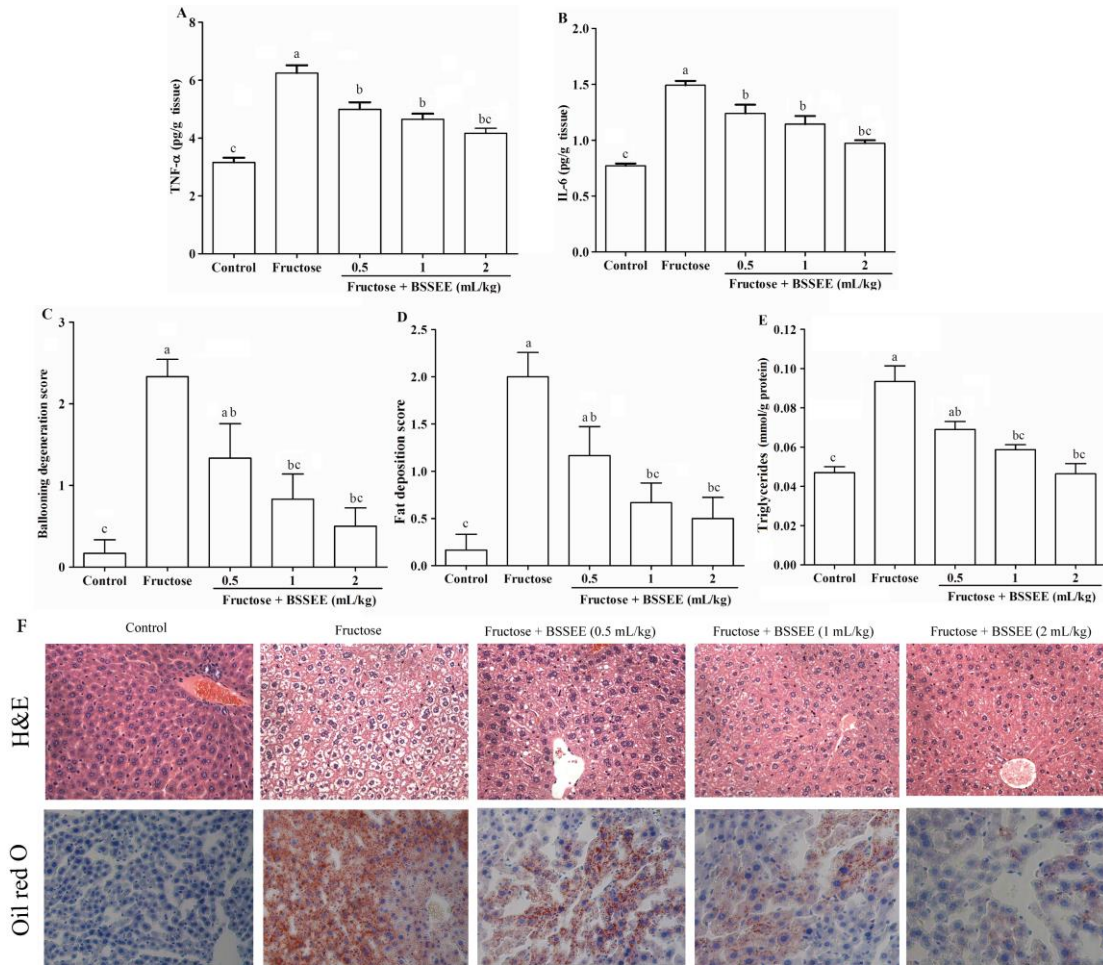 A
TNF-α (pg/g tissue)
8
6
4
2
0
c
a
b
b
bc
Control
Fructose
0.5
1
2
Fructose + BSSEE (mL/kg)
B
IL-6 (pg/g tissue)
2.0
1.5
1.0
0.5
0.0
c
a
b
b
bc
Control
Fructose
0.5
1
2
Fructose + BSSEE (mL/kg)
C
Ballooning degeneration score
3
2
1
0
c
a
ab
bc
bc
Control
Fructose
0.5
1
2
Fructose + BSSEE (mL/kg)
D
Fat deposition score
2.5
2.0
1.5
1.0
0.5
0.0
c
a
ab
bc
bc
Control
Fructose
0.5
1
2
Fructose + BSSEE (mL/kg)
E
Triglycerides (mmol/g protein)
0.12
0.10
0.08
0.06
0.04
0.02
0.00
c
a
ab
bc
bc
Control
Fructose
0.5
1
2
Fructose + BSSEE (mL/kg)
F
Control
Fructose
Fructose + BSSEE (0.5 mL/kg)
Fructose + BSSEE (1 mL/kg)
Fructose + BSSEE (2 mL/kg)
H&E
Oil red O